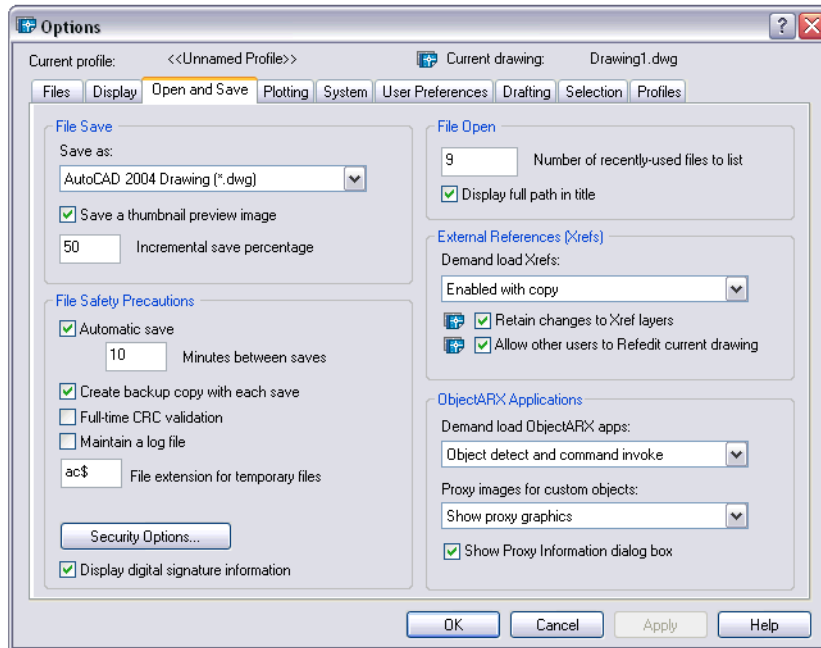 Options
Current profile: <<Unnamed Profile>> Current drawing: Drawing1.dwg
Files Display Open and Save Plotting System User Preferences Drafting Selection Profiles
File Save
Save as:
AutoCAD 2004 Drawing (*.dwg)
Save a thumbnail preview image
50 Incremental save percentage
File Safety Precautions
Automatic save
10 Minutes between saves
Create backup copy with each save
Full-time CRC validation
Maintain a log file
ac$ File extension for temporary files
Security Options...
Display digital signature information
File Open
9 Number of recently-used files to list
Display full path in title
External References (Xrefs)
Demand load Xrefs:
Enabled with copy
Retain changes to Xref layers
Allow other users to Refedit current drawing
ObjectARX Applications
Demand load ObjectARX apps:
Object detect and command invoke
Proxy images for custom objects:
Show proxy graphics
Show Proxy Information dialog box
OK Cancel Apply Help